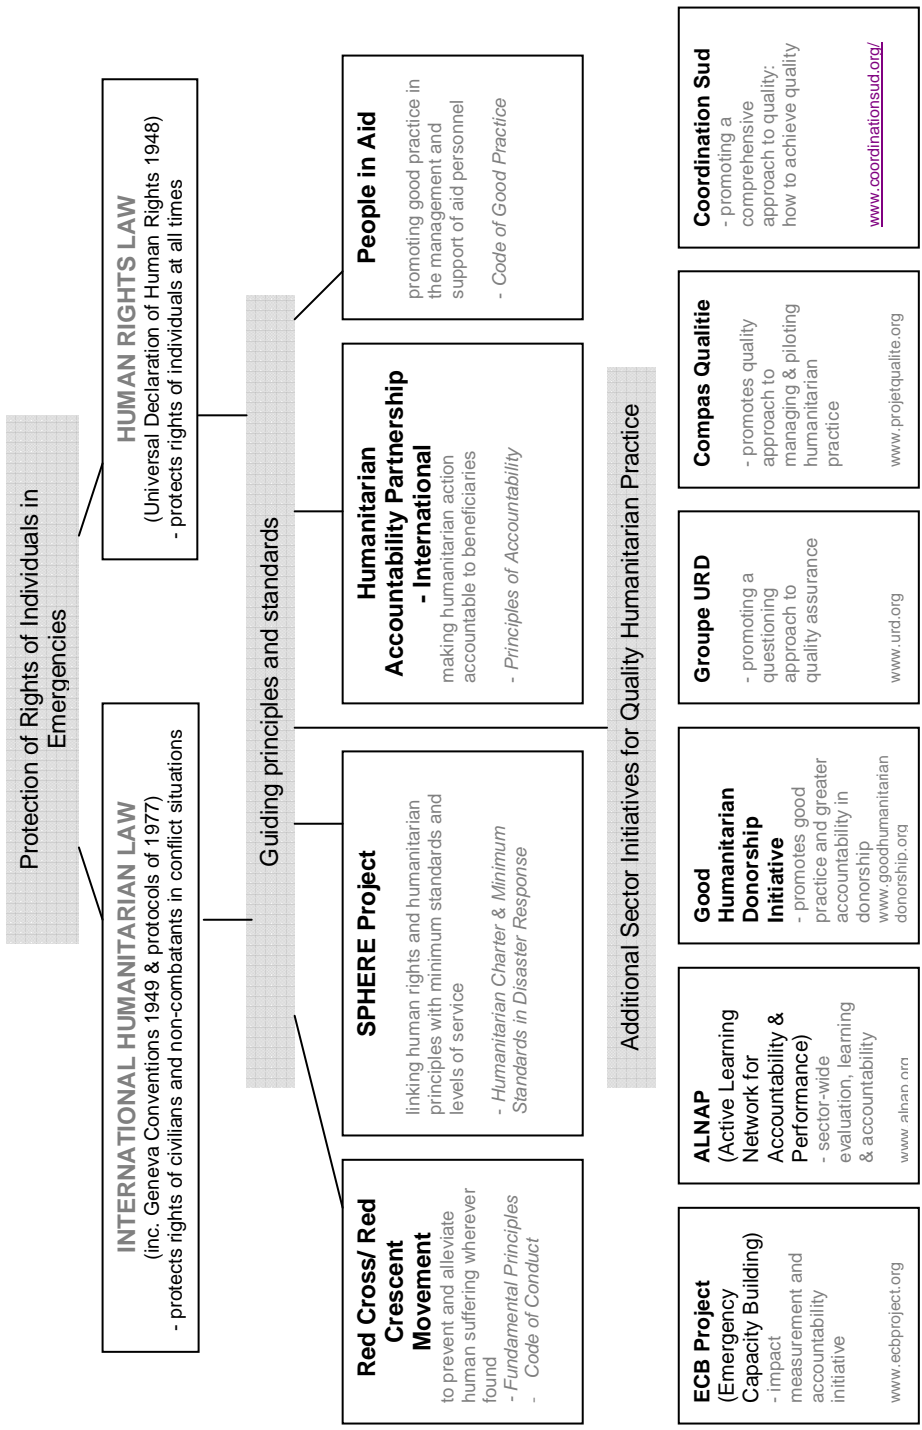 Protection of Rights of Individuals in
Emergencies
INTERNATIONAL HUMANITARIAN LAW
(inc. Geneva Conventions 1949 & protocols of 1977)
- protects rights of civilians and non-combatants in conflict situations
HUMAN RIGHTS LAW
(Universal Declaration of Human Rights 1948)
- protects rights of individuals at all times
Guiding principles and standards
Red Cross/ Red
Crescent
Movement
to prevent and alleviate
human suffering wherever
found
- Fundamental Principles
- Code of Conduct
SPHERE Project
linking human rights and humanitarian
principles with minimum standards and
levels of service
- Humanitarian Charter & Minimum
Standards in Disaster Response
Humanitarian
Accountability Partnership
- International
making humanitarian action
accountable to beneficiaries
- Principles of Accountability
People in Aid
promoting good practice in
the management and
support of aid personnel
- Code of Good Practice
Additional Sector Initiatives for Quality Humanitarian Practice
ECB Project
(Emergency
Capacity Building)
- impact
measurement and
accountability
initiative
www.ecbproject.org
ALNAP
(Active Learning
Network for
Accountability &
Performance)
- sector-wide
evaluation, learning
& accountability
www.alnap.org
Good
Humanitarian
Donorship
Initiative
- promotes good
practice and greater
accountability in
donorship
www.goodhumanitarian
donorship.org
Groupe URD
- promoting a
questioning
approach to
quality assurance
www.urd.org
Compas Qualitie
- promotes quality
approach to
managing & piloting
humanitarian
practice
www.projetqualite.org
Coordination Sud
- promoting a
comprehensive
approach to quality:
how to achieve quality
www.coordinationsud.org/